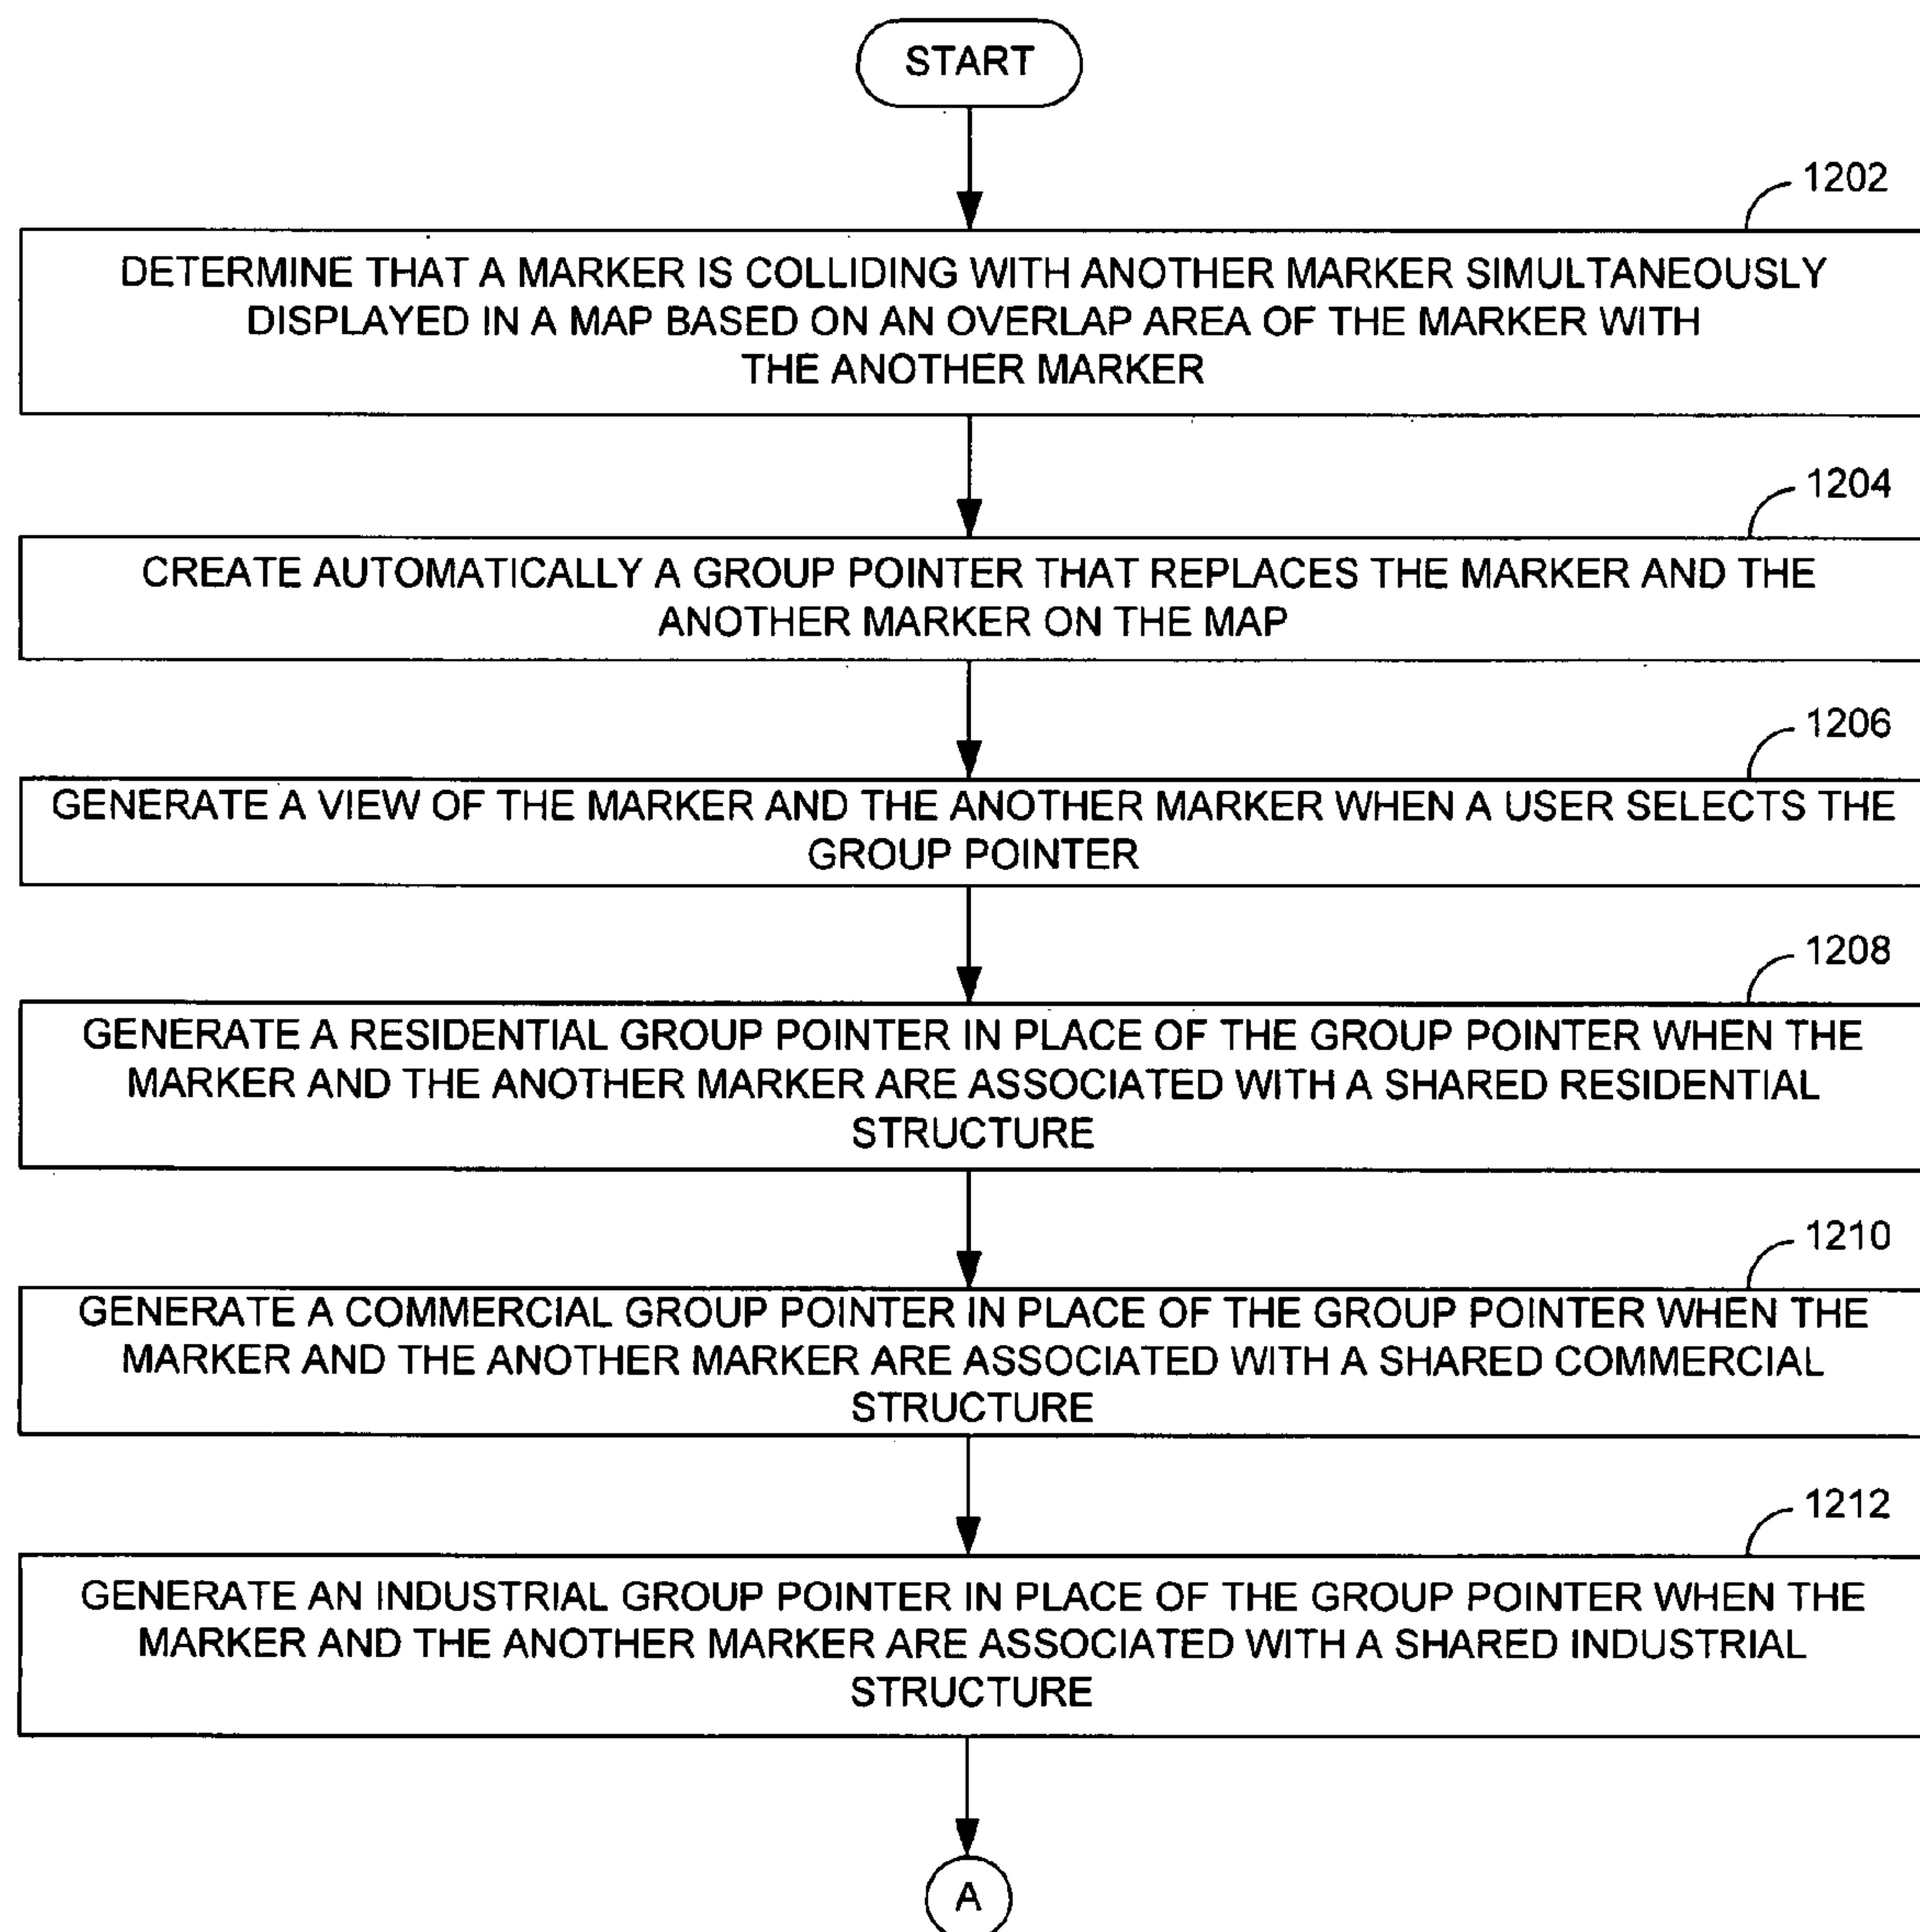 START
1202
DETERMINE THAT A MARKER IS COLLIDING WITH ANOTHER MARKER SIMULTANEOUSLY
DISPLAYED IN A MAP BASED ON AN OVERLAP AREA OF THE MARKER WITH
THE ANOTHER MARKER
1204
CREATE AUTOMATICALLY A GROUP POINTER THAT REPLACES THE MARKER AND THE
ANOTHER MARKER ON THE MAP
1206
GENERATE A VIEW OF THE MARKER AND THE ANOTHER MARKER WHEN A USER SELECTS THE
GROUP POINTER
1208
GENERATE A RESIDENTIAL GROUP POINTER IN PLACE OF THE GROUP POINTER WHEN THE
MARKER AND THE ANOTHER MARKER ARE ASSOCIATED WITH A SHARED RESIDENTIAL
STRUCTURE
1210
GENERATE A COMMERCIAL GROUP POINTER IN PLACE OF THE GROUP POINTER WHEN THE
MARKER AND THE ANOTHER MARKER ARE ASSOCIATED WITH A SHARED COMMERCIAL
STRUCTURE
1212
GENERATE AN INDUSTRIAL GROUP POINTER IN PLACE OF THE GROUP POINTER WHEN THE
MARKER AND THE ANOTHER MARKER ARE ASSOCIATED WITH A SHARED INDUSTRIAL
STRUCTURE
A